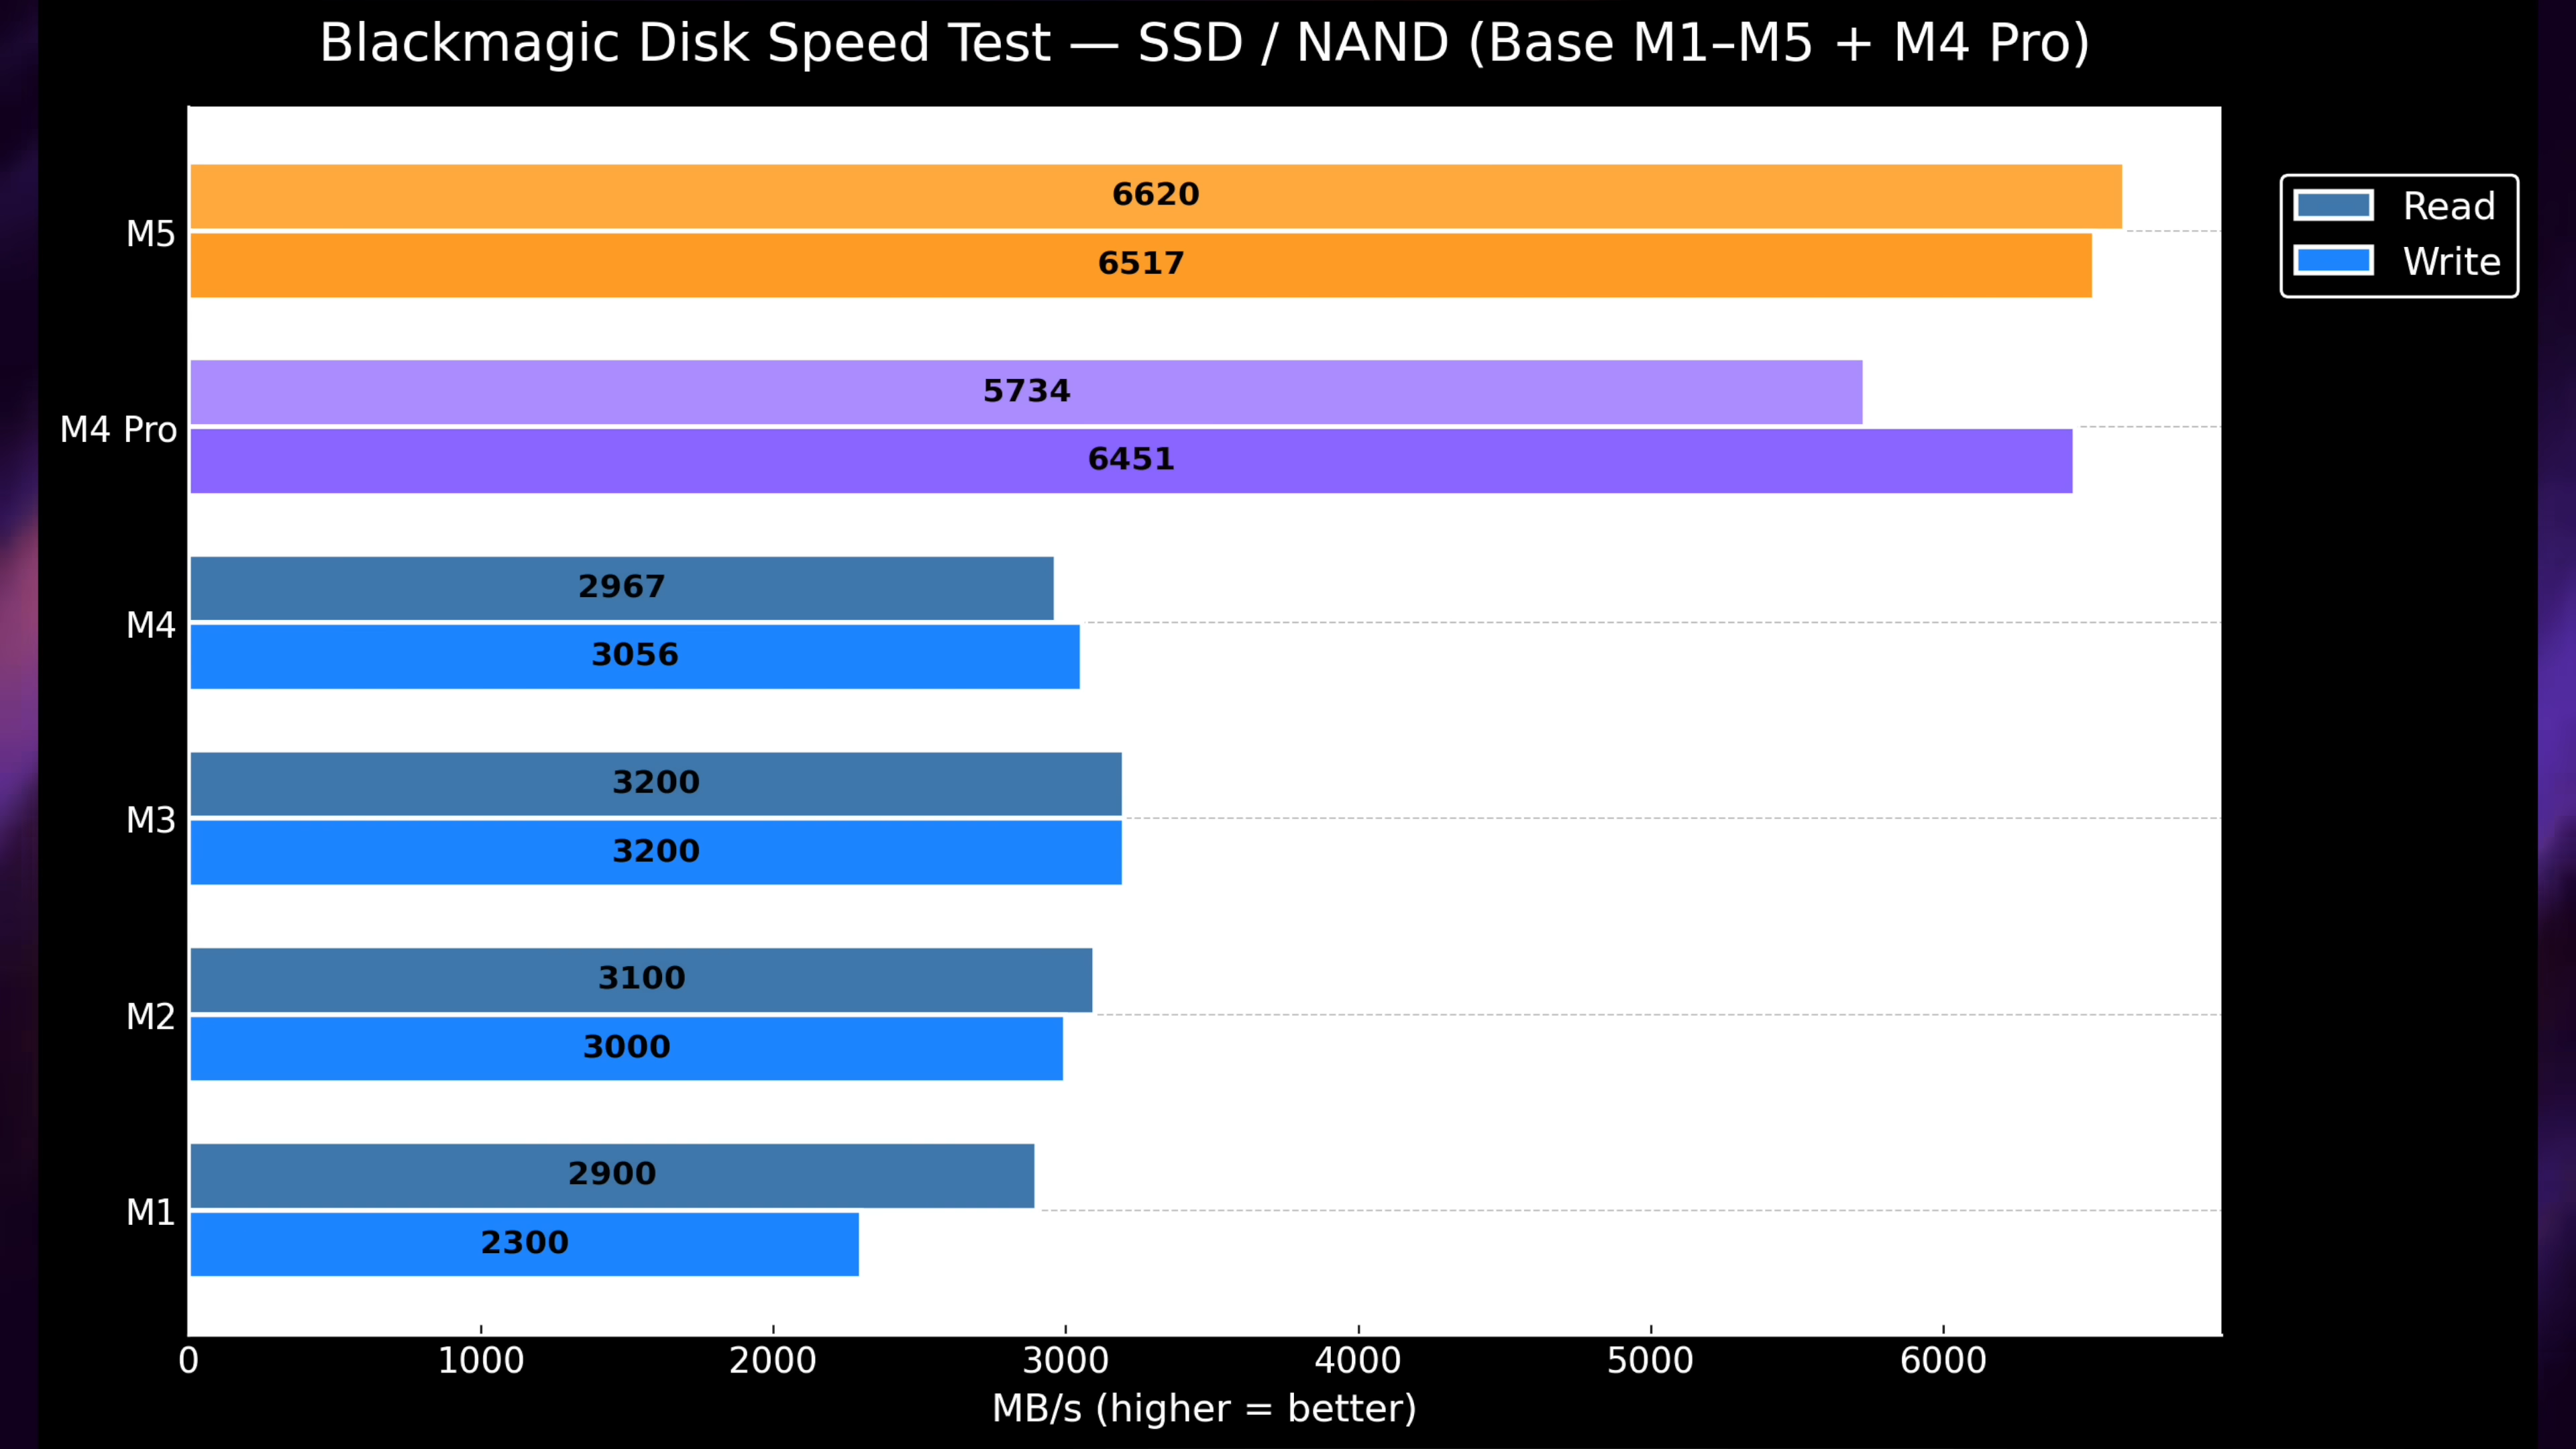 Blackmagic Disk Speed Test — SSD / NAND (Base M1–M5 + M4 Pro)
Read
Write
M5
6620
6517
M4 Pro
5734
6451
M4
2967
3056
M3
3200
3200
M2
3100
3000
M1
2900
2300
0 1000 2000 3000 4000 5000 6000
MB/s (higher = better)